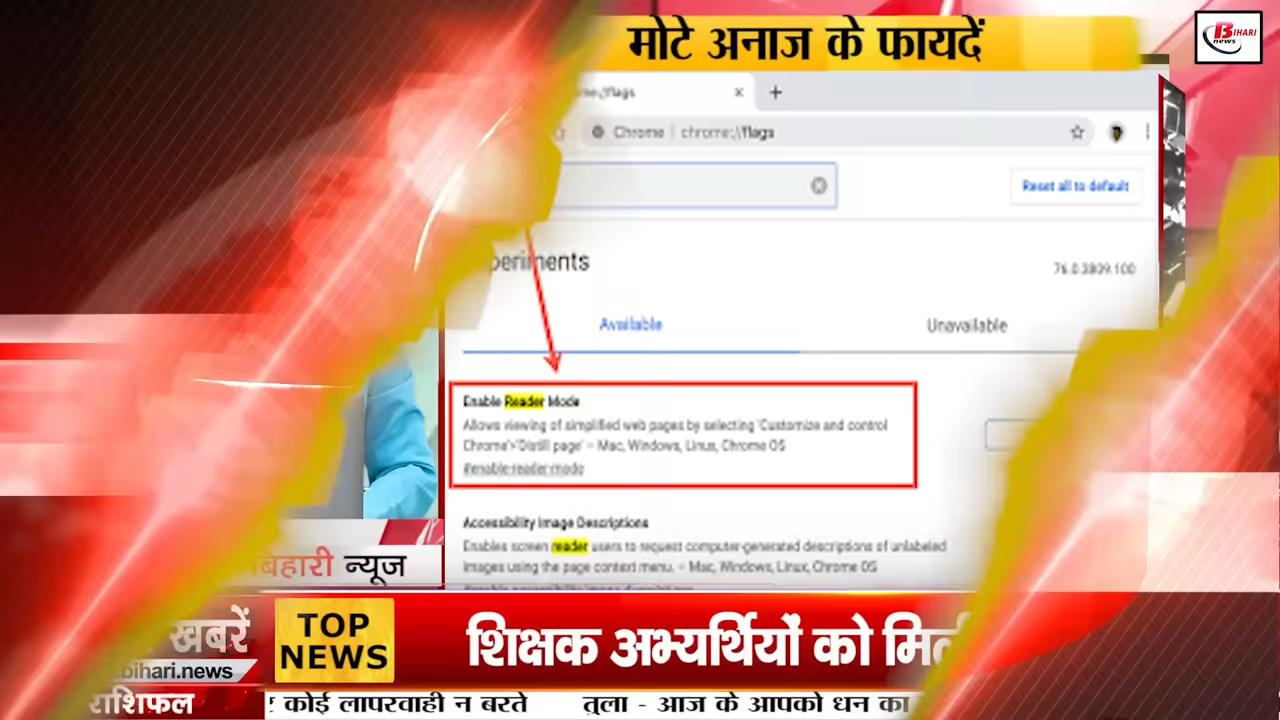 मोटे अनाज के फायदें
BIHARI
news
me://flags
Chrome
chrome://flags
Reset all to default
periments
76.0.3809.100
Available
Unavailable
Enable Reader Mode
Allows viewing of simplified web pages by selecting 'Customize and control
Chrome'>'Distill page' – Mac, Windows, Linux, Chrome OS
#enable-reader-mode
Accessibility Image Descriptions
Enables screen reader users to request computer-generated descriptions of unlabeled
images using the page context menu. – Mac, Windows, Linux, Chrome OS
बिहारी न्यूज
खबरें
TOP
NEWS
शिक्षक अभ्यर्थियों को
bihari.news
राशिफल
कोई लापरवाही न बरते तुला - आज के आपको धन का